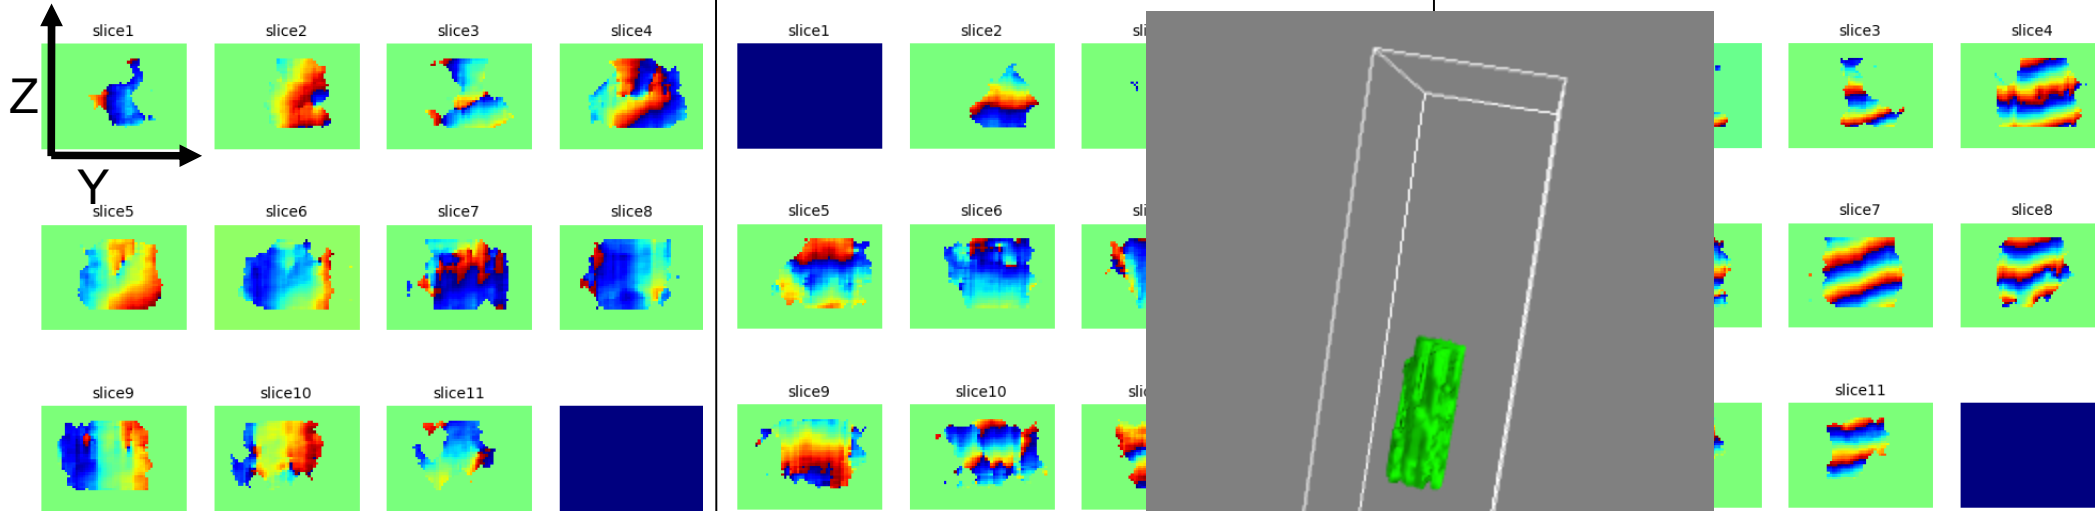 slice1 slice2 slice3 slice4
Z
Y
slice5 slice6 slice7 slice8
slice9 slice10 slice11
slice1 slice2
slice5 slice6
slice9 slice10
slice3 slice4
slice7 slice8
slice11